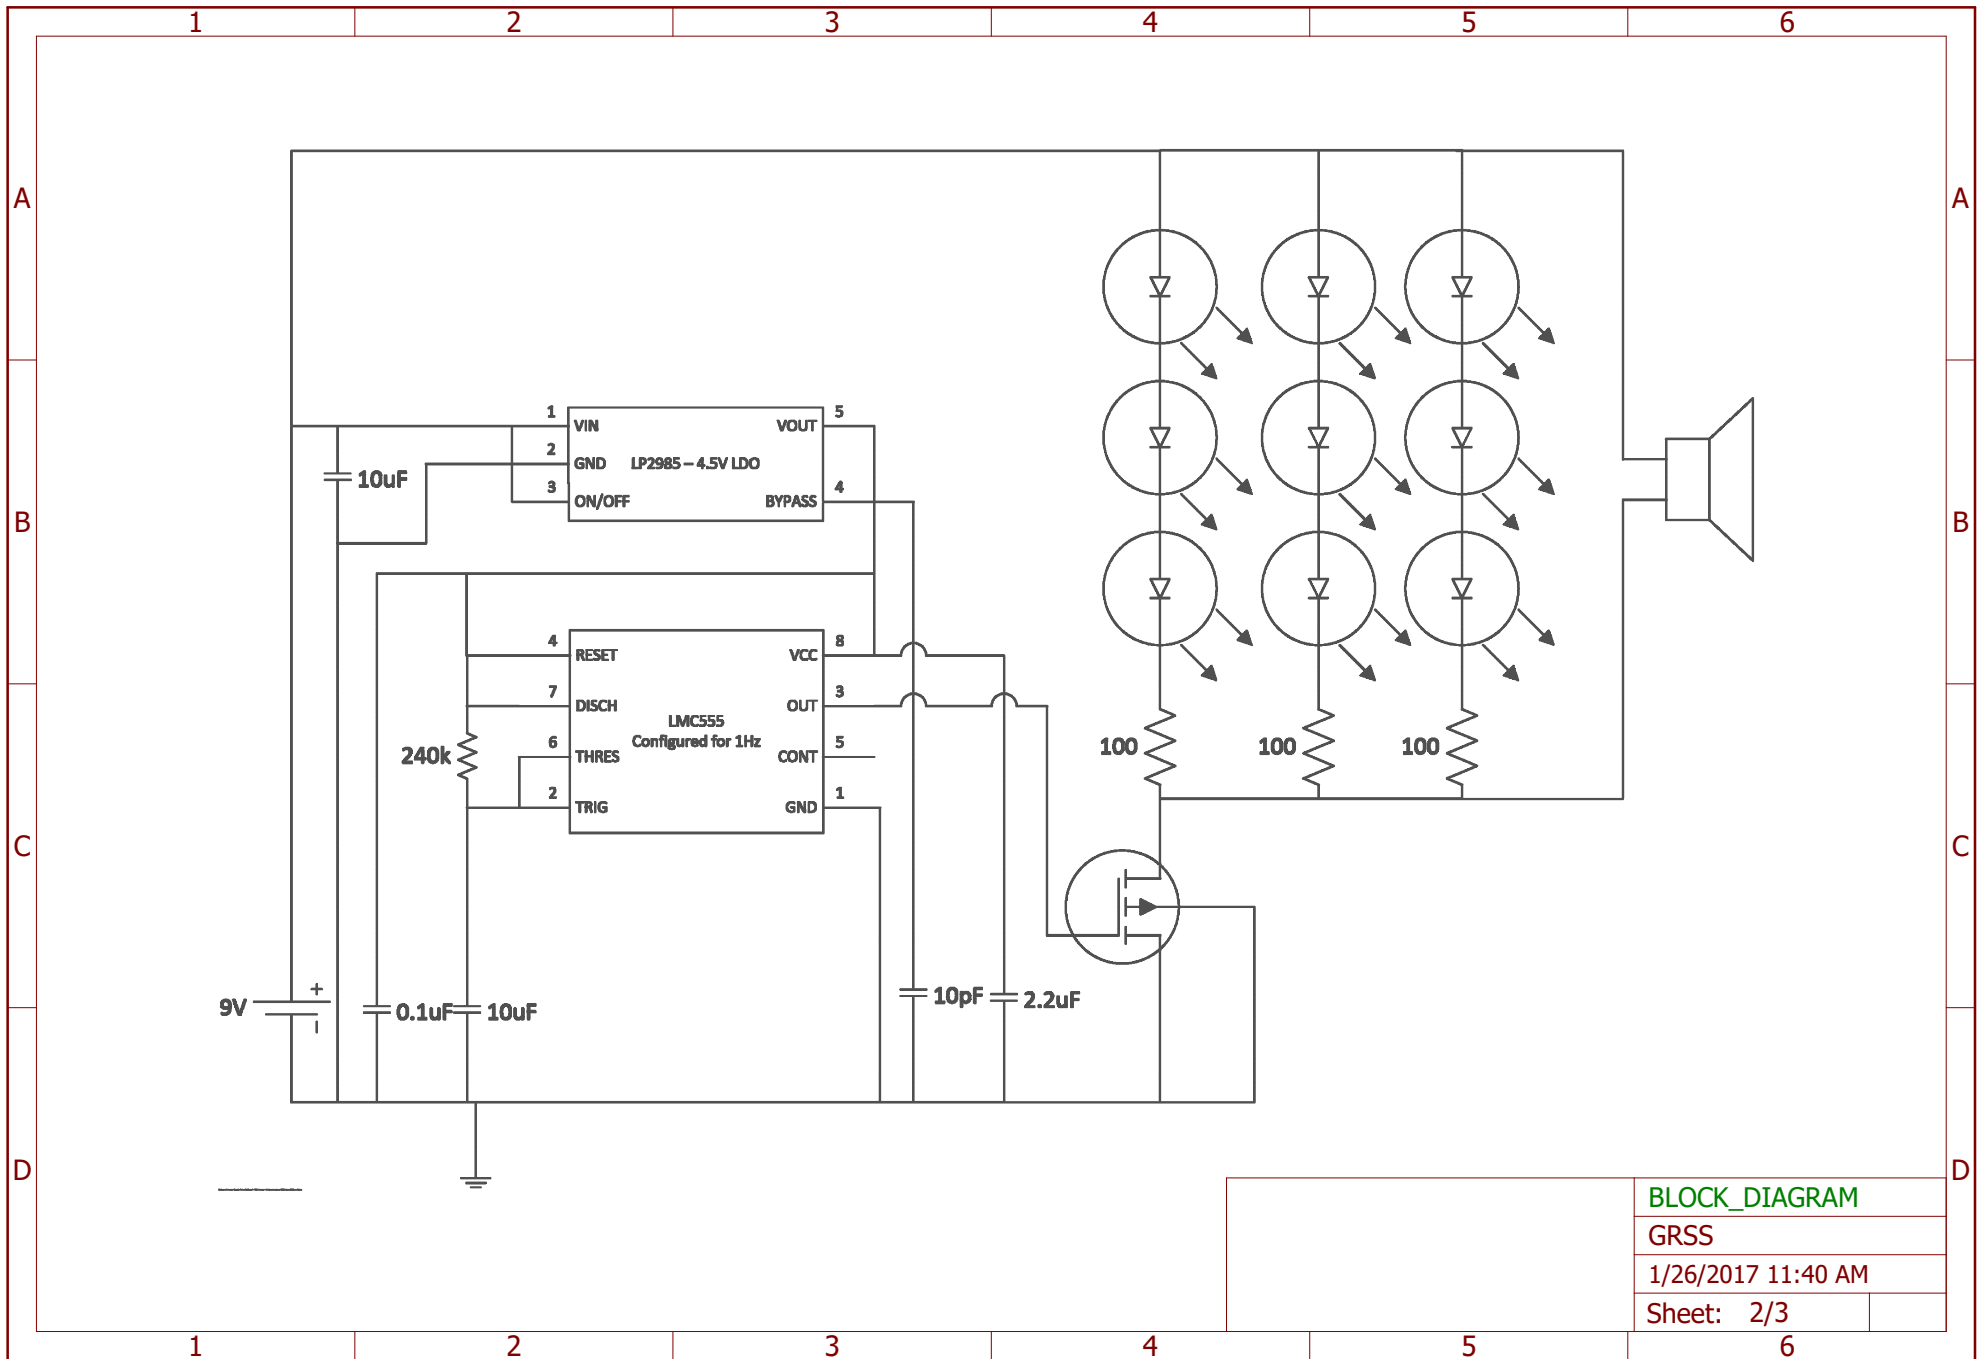 1 2 3 4 5 6
A A
B B
C C
D D
1
VIN
VOUT
5
2
GND
LP2985 – 4.5V LDO
3
ON/OFF
BYPASS
4
10uF
4
RESET
VCC
8
7
DISCH
OUT
3
LMC555
Configured for 1Hz
6
THRES
CONT
5
2
TRIG
GND
1
240k
100
100
100
9V
+
–
0.1uF
10uF
10pF
2.2uF
BLOCK_DIAGRAM
GRSS
1/26/2017 11:40 AM
Sheet: 2/3
1 2 3 4 5 6